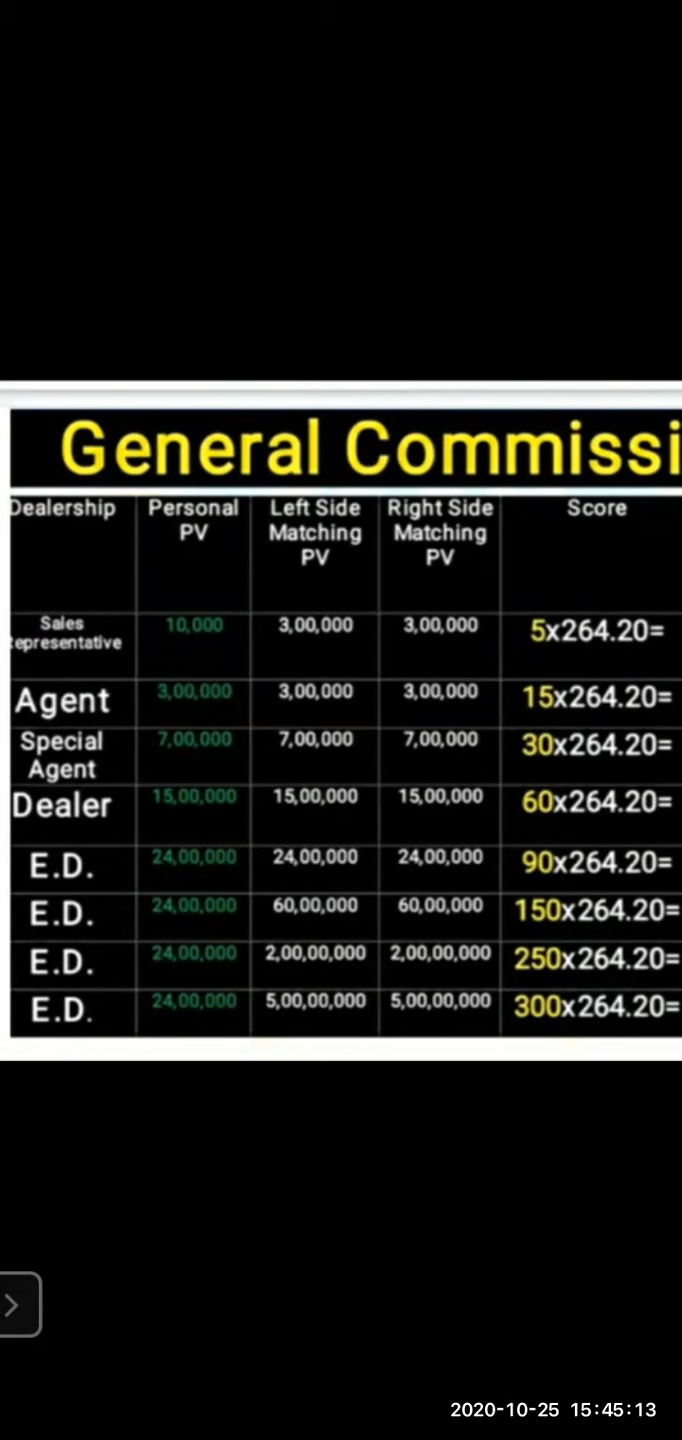 General Commissi
Dealership Personal PV Left Side Matching PV Right Side Matching PV Score
Sales Representative 10,000 3,00,000 3,00,000 5x264.20=
Agent 3,00,000 3,00,000 3,00,000 15x264.20=
Special Agent 7,00,000 7,00,000 7,00,000 30x264.20=
Dealer 15,00,000 15,00,000 15,00,000 60x264.20=
E.D. 24,00,000 24,00,000 24,00,000 90x264.20=
E.D. 24,00,000 60,00,000 60,00,000 150x264.20=
E.D. 24,00,000 2,00,00,000 2,00,00,000 250x264.20=
E.D. 24,00,000 5,00,00,000 5,00,00,000 300x264.20=
2020-10-25 15:45:13